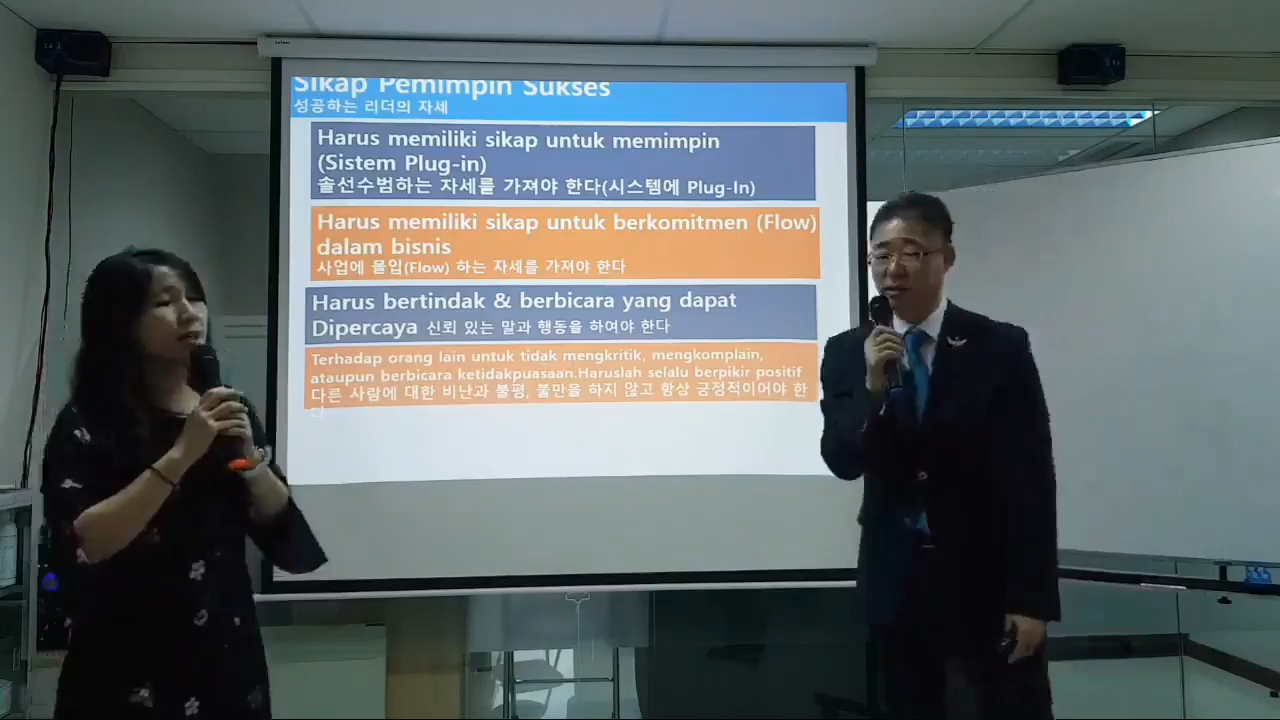 Sikap Pemimpin Sukses
성공하는 리더의 자세
Harus memiliki sikap untuk memimpin
(Sistem Plug-in)
솔선수범하는 자세를 가져야 한다(시스템에 Plug-In)
Harus memiliki sikap untuk berkomitmen (Flow)
dalam bisnis
사업에 몰입(Flow) 하는 자세를 가져야 한다
Harus bertindak & berbicara yang dapat
Dipercaya 신뢰 있는 말과 행동을 하여야 한다
Terhadap orang lain untuk tidak mengkritik, mengkomplain,
ataupun berbicara ketidakpuasaan.Haruslah selalu berpikir positif
다른 사람에 대한 비난과 불평, 불만을 하지 않고 항상 긍정적이어야 한
다